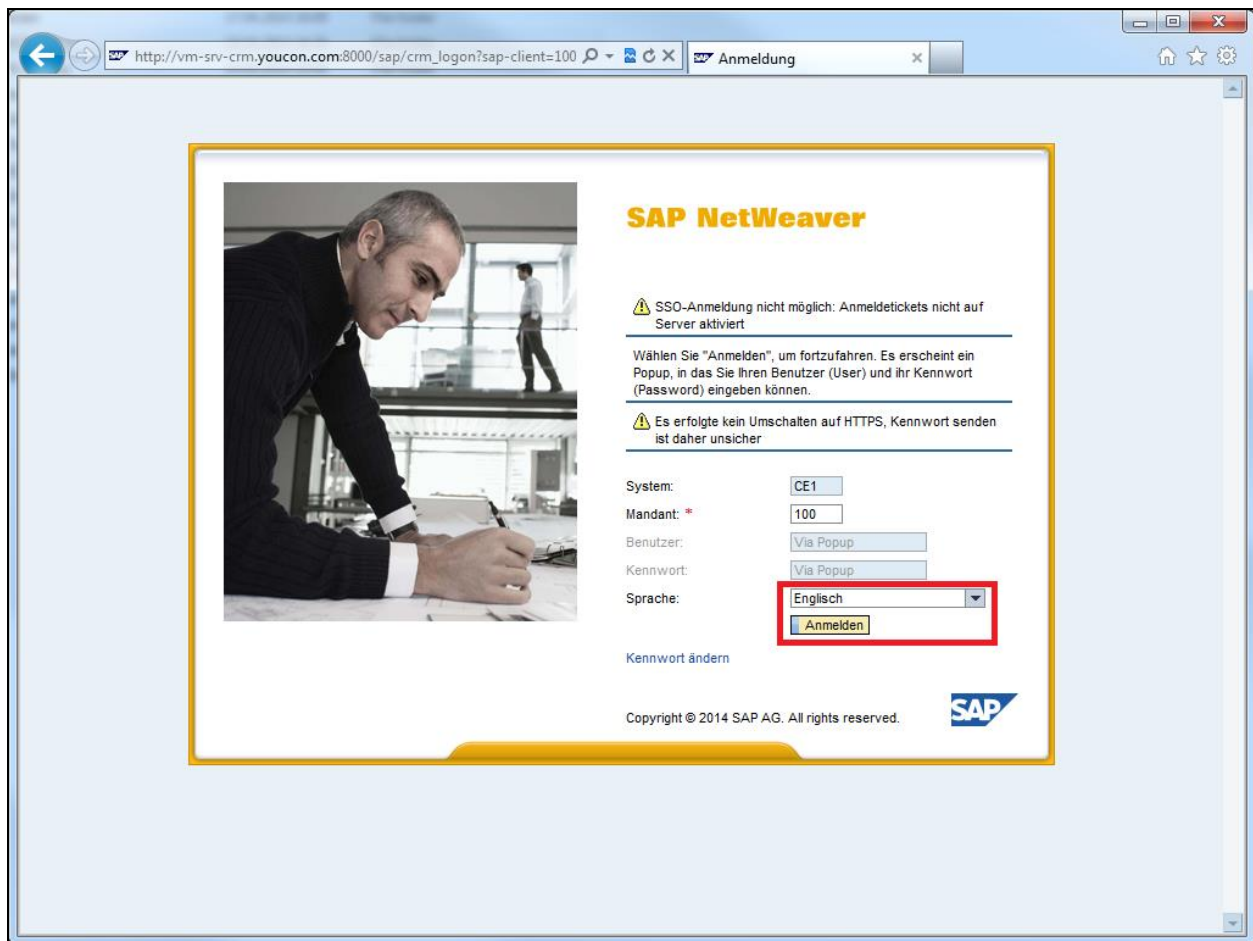 http://vm-srv-crm.youcon.com:8000/sap/crm_logon?sap-client=100
Anmeldung
SAP NetWeaver
SSO-Anmeldung nicht möglich: Anmeldetickets nicht auf
Server aktiviert
Wählen Sie "Anmelden", um fortzufahren. Es erscheint ein
Popup, in das Sie Ihren Benutzer (User) und ihr Kennwort
(Password) eingeben können.
Es erfolgte kein Umschalten auf HTTPS, Kennwort senden
ist daher unsicher
System: CE1
Mandant: * 100
Benutzer: Via Popup
Kennwort: Via Popup
Sprache: Englisch
Anmelden
Kennwort ändern
Copyright © 2014 SAP AG. All rights reserved.
SAP